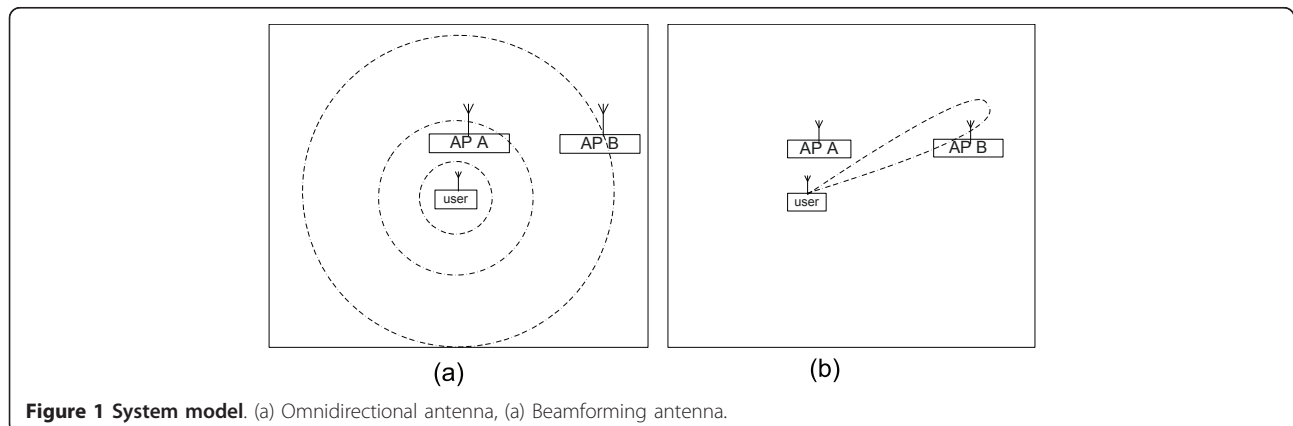 AP A
AP B
user
(a)
AP A
AP B
user
(b)
Figure 1 System model. (a) Omnidirectional antenna, (a) Beamforming antenna.